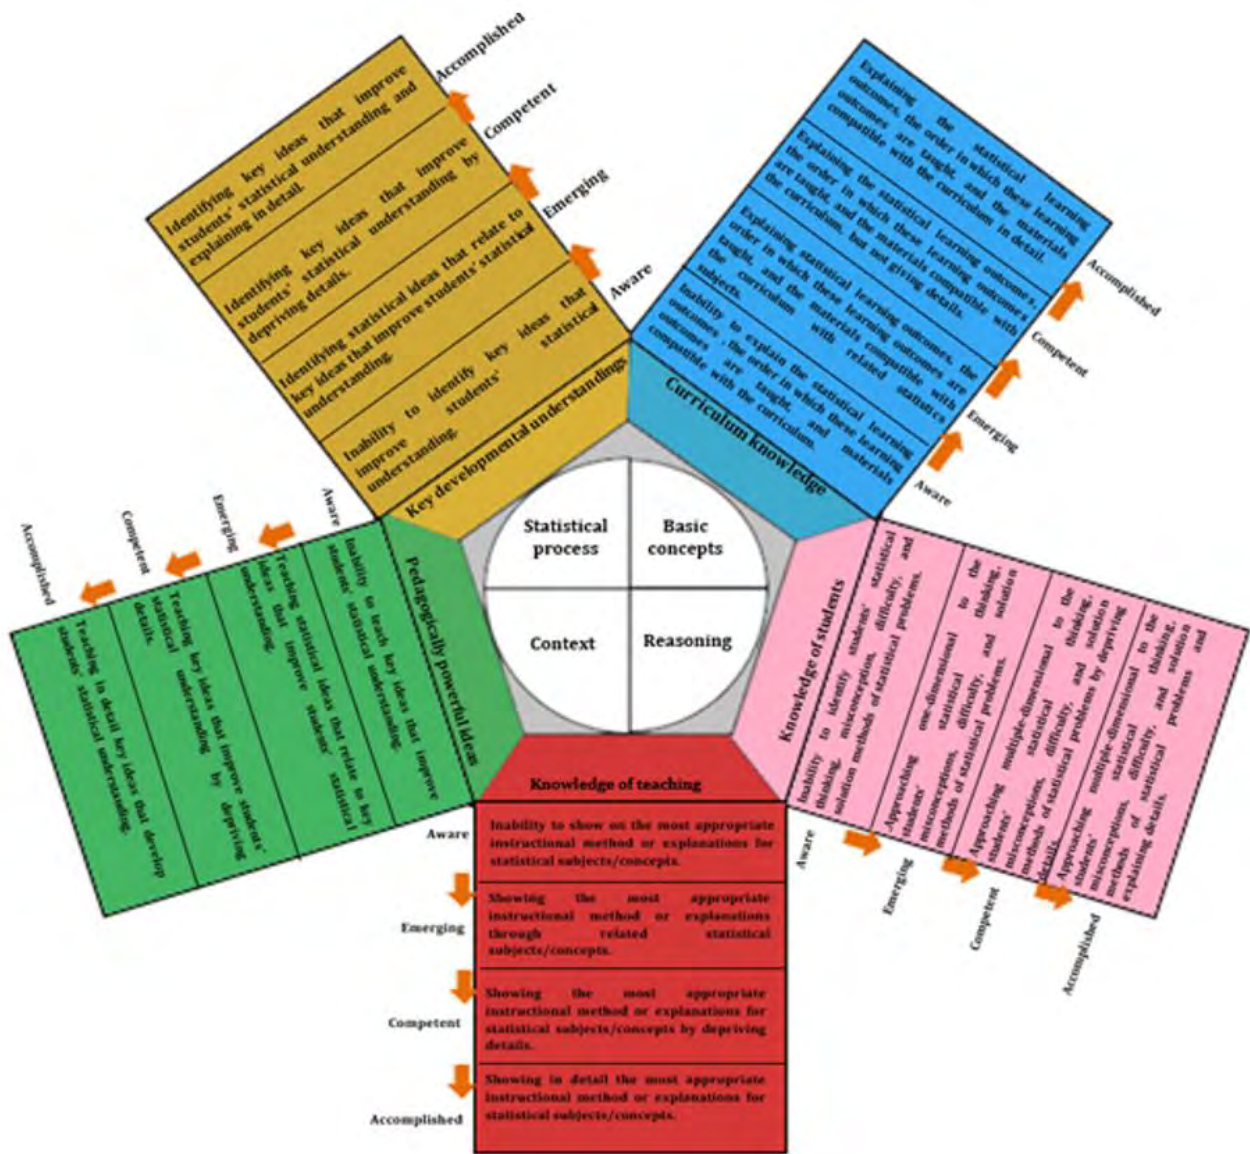 Accomplished
Competent
Emerging
Aware
Identifying key ideas that improve
students' statistical understanding and
explaining in detail.
Identifying key ideas that improve
students' statistical understanding by
depriving details.
Identifying statistical ideas that relate to
key ideas that improve students' statistical
understanding.
Inability to identify key ideas that
improve students' statistical
understanding.
Key developmental understandings
Explaining the statistical learning
outcomes, the order in which these learning
outcomes are taught, and the materials
compatible with the curriculum in detail.
Explaining the statistical learning outcomes,
the order in which these learning outcomes
are taught, and the materials compatible with
the curriculum, but not giving details.
Explaining statistical learning outcomes, the
order in which these learning outcomes are
taught, and the materials compatible with
the curriculum with related statistics
subjects.
Inability to explain the statistical learning
outcomes , the order in which these learning
outcomes are taught, and materials
compatible with the curriculum.
Curriculum knowledge
Accomplished
Competent
Emerging
Aware
Statistical
process
Basic
concepts
Context
Reasoning
Accomplished
Competent
Emerging
Aware
Pedagogically powerful ideas
Inability to teach key ideas that improve
students' statistical understanding.
Teaching statistical ideas that relate to key
ideas that improve students' statistical
understanding.
Teaching key ideas that improve students'
statistical understanding by depriving
details.
Teaching in detail key ideas that develop
students' statistical understanding.
Knowledge of students
Inability to identify students' statistical
thinking, misconception, difficulty, and
solution methods of statistical problems.
Approaching one-dimensional to the
students' statistical thinking,
misconceptions, difficulty, and solution
methods of statistical problems.
Approaching multiple-dimensional to the
students' statistical thinking,
misconceptions, difficulty, and solution
methods of statistical problems by depriving
details.
Approaching multiple-dimensional to the
students' statistical thinking,
misconceptions, difficulty, and solution
methods of statistical problems and
explaining details.
Aware
Emerging
Competent
Accomplished
Knowledge of teaching
Aware
Inability to show on the most appropriate
instructional method or explanations for
statistical subjects/concepts.
Emerging
Showing the most appropriate
instructional method or explanations
through related statistical
subjects/concepts.
Competent
Showing the most appropriate
instructional method or explanations for
statistical subjects/concepts by depriving
details.
Accomplished
Showing in detail the most appropriate
instructional method or explanations for
statistical subjects/concepts.